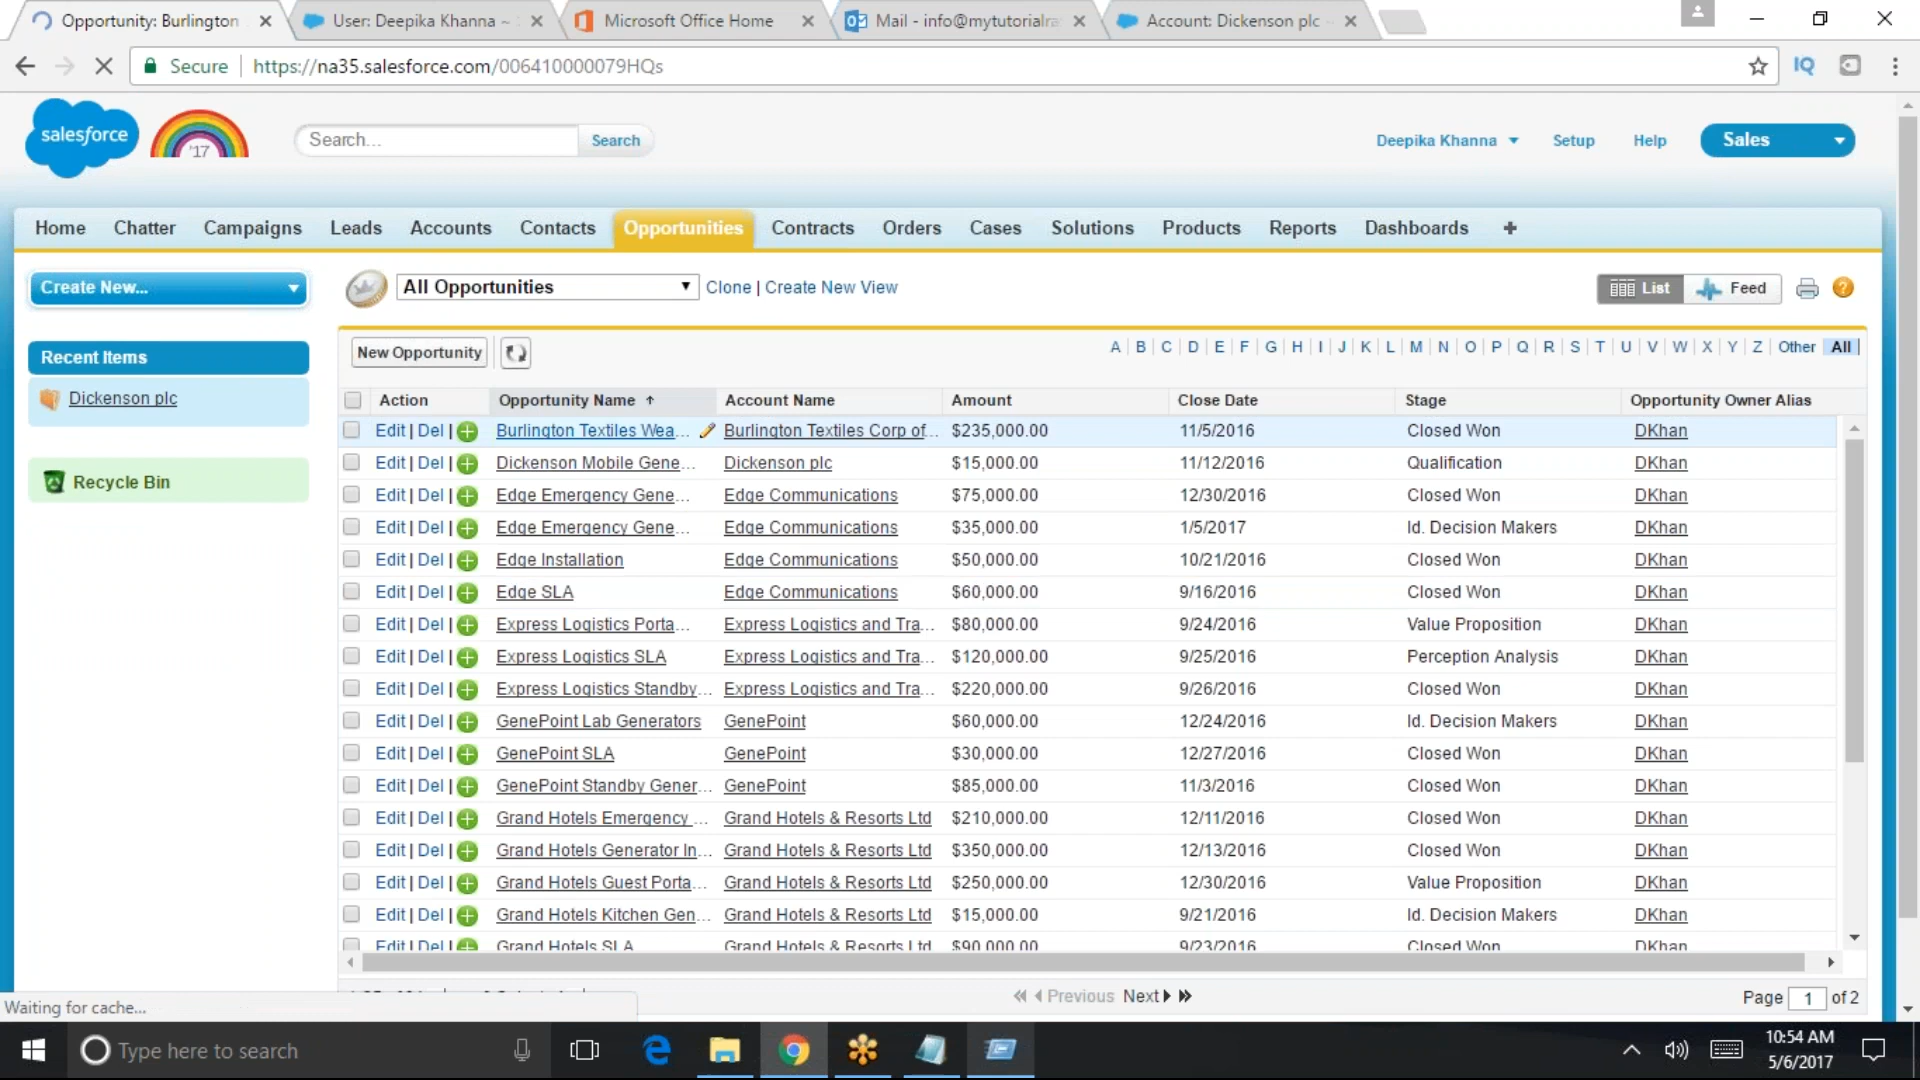 Opportunity: Burlington
User: Deepika Khanna ~
Microsoft Office Home
Mail - info@mytutorialra
Account: Dickenson plc
Secure
https://na35.salesforce.com/006410000079HQs
IQ
salesforce
'17
Search...
Search
Deepika Khanna
Setup
Help
Sales
Home
Chatter
Campaigns
Leads
Accounts
Contacts
Opportunities
Contracts
Orders
Cases
Solutions
Products
Reports
Dashboards
+
Create New...
Recent Items
Dickenson plc
Recycle Bin
All Opportunities
Clone | Create New View
List
Feed
?
New Opportunity
A | B | C | D | E | F | G | H | I | J | K | L | M | N | O | P | Q | R | S | T | U | V | W | X | Y | Z | Other | All |
Action Opportunity Name Account Name Amount Close Date Stage Opportunity Owner Alias
Edit | Del | Burlington Textiles Wea... Burlington Textiles Corp of... $235,000.00 11/5/2016 Closed Won DKhan
Edit | Del | Dickenson Mobile Gene... Dickenson plc $15,000.00 11/12/2016 Qualification DKhan
Edit | Del | Edge Emergency Gene... Edge Communications $75,000.00 12/30/2016 Closed Won DKhan
Edit | Del | Edge Emergency Gene... Edge Communications $35,000.00 1/5/2017 Id. Decision Makers DKhan
Edit | Del | Edge Installation Edge Communications $50,000.00 10/21/2016 Closed Won DKhan
Edit | Del | Edge SLA Edge Communications $60,000.00 9/16/2016 Closed Won DKhan
Edit | Del | Express Logistics Porta... Express Logistics and Tra... $80,000.00 9/24/2016 Value Proposition DKhan
Edit | Del | Express Logistics SLA Express Logistics and Tra... $120,000.00 9/25/2016 Perception Analysis DKhan
Edit | Del | Express Logistics Standby... Express Logistics and Tra... $220,000.00 9/26/2016 Closed Won DKhan
Edit | Del | GenePoint Lab Generators GenePoint $60,000.00 12/24/2016 Id. Decision Makers DKhan
Edit | Del | GenePoint SLA GenePoint $30,000.00 12/27/2016 Closed Won DKhan
Edit | Del | GenePoint Standby Gener... GenePoint $85,000.00 11/3/2016 Closed Won DKhan
Edit | Del | Grand Hotels Emergency ... Grand Hotels & Resorts Ltd $210,000.00 12/11/2016 Closed Won DKhan
Edit | Del | Grand Hotels Generator In... Grand Hotels & Resorts Ltd $350,000.00 12/13/2016 Closed Won DKhan
Edit | Del | Grand Hotels Guest Porta... Grand Hotels & Resorts Ltd $250,000.00 12/30/2016 Value Proposition DKhan
Edit | Del | Grand Hotels Kitchen Gen... Grand Hotels & Resorts Ltd $15,000.00 9/21/2016 Id. Decision Makers DKhan
Edit | Del | Grand Hotels SLA Grand Hotels & Resorts Ltd $90,000.00 9/23/2016 Closed Won DKhan
Previous Next
Page 1 of 2
Waiting for cache...
Type here to search
10:54 AM
5/6/2017